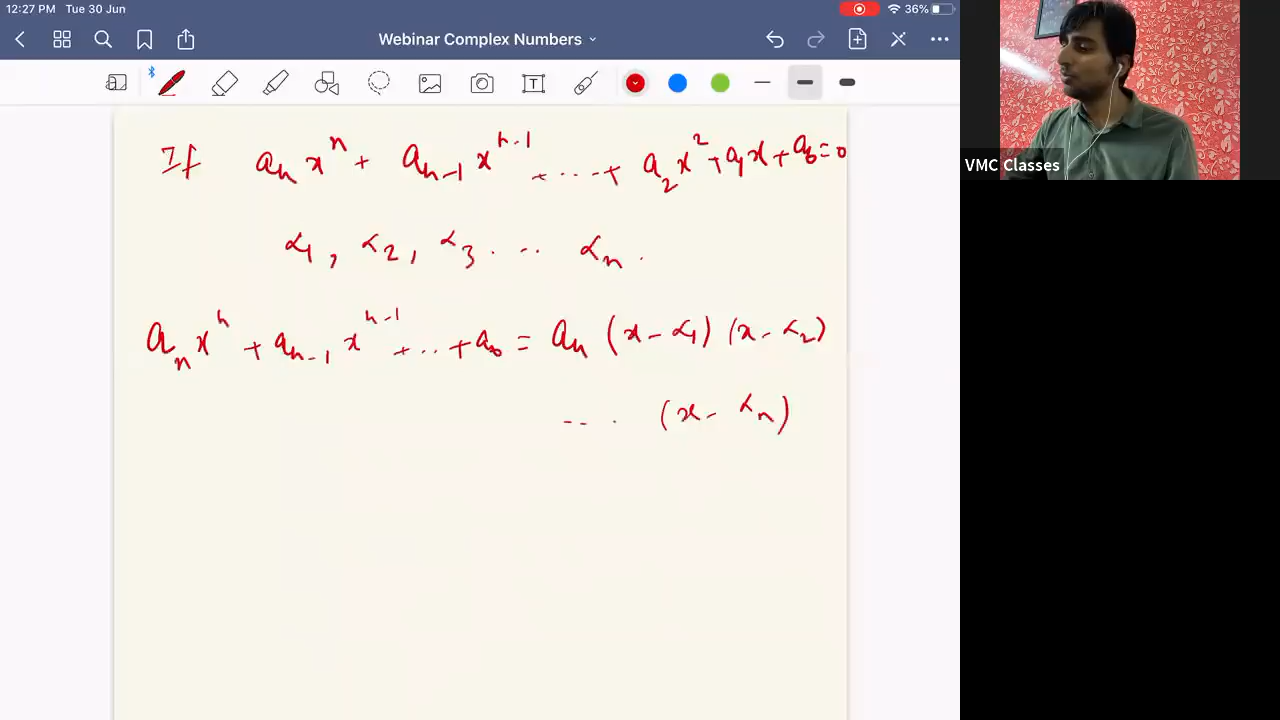 12:27 PM Tue 30 Jun
36%
Webinar Complex Numbers
T
VMC Classes
If aₙxⁿ + aₙ₋₁xⁿ⁻¹ + ... + a₂x² + a₁x + a₀ = 0
α₁, α₂, α₃ ... αₙ.
aₙxⁿ + aₙ₋₁xⁿ⁻¹ + .. + a₀ = aₙ (x - α₁) (x - α₂)
.... (x - αₙ)